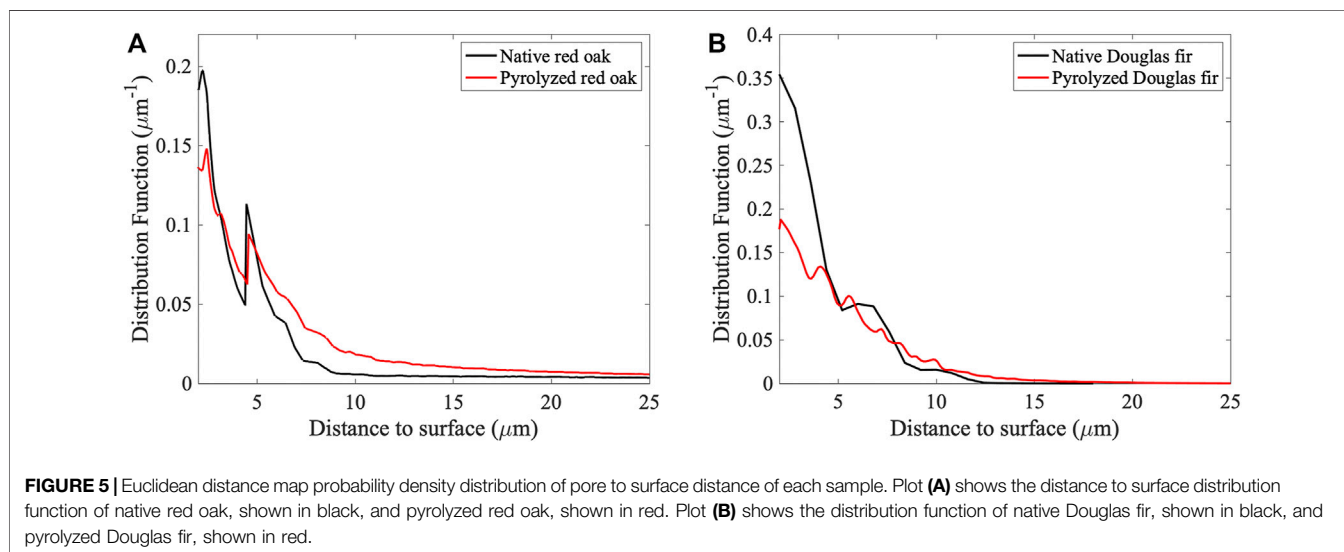 A
Native red oak
Pyrolyzed red oak
0.2
0.15
0.1
0.05
0
Distribution Function (μm⁻¹)
5
10
15
20
25
Distance to surface (μm)
B
Native Douglas fir
Pyrolyzed Douglas fir
0.4
0.35
0.3
0.25
0.2
0.15
0.1
0.05
0
Distribution Function (μm⁻¹)
5
10
15
20
25
Distance to surface (μm)
FIGURE 5 | Euclidean distance map probability density distribution of pore to surface distance of each sample. Plot (A) shows the distance to surface distribution
function of native red oak, shown in black, and pyrolyzed red oak, shown in red. Plot (B) shows the distribution function of native Douglas fir, shown in black, and
pyrolyzed Douglas fir, shown in red.